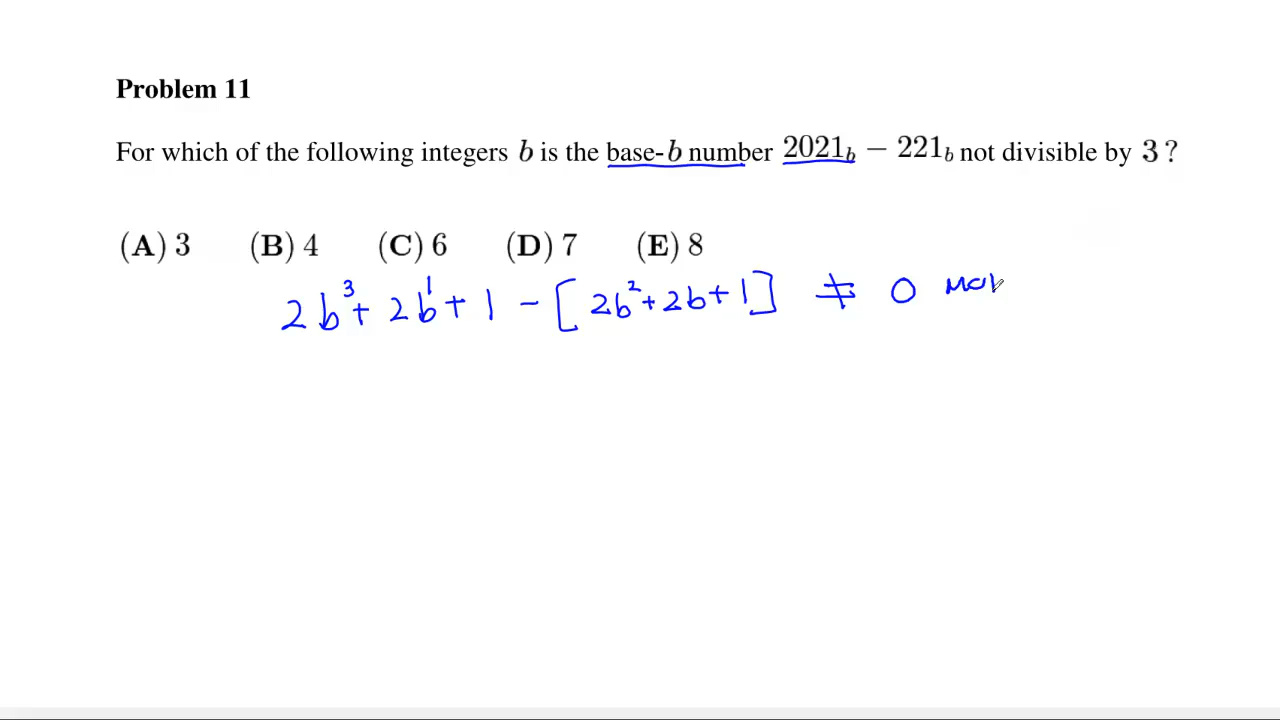 Problem 11
For which of the following integers b is the base-b number 2021_b − 221_b not divisible by 3 ?
(A) 3 (B) 4 (C) 6 (D) 7 (E) 8
2b^3 + 2b^1 + 1 − [2b^2 + 2b + 1] ≢ 0 mod